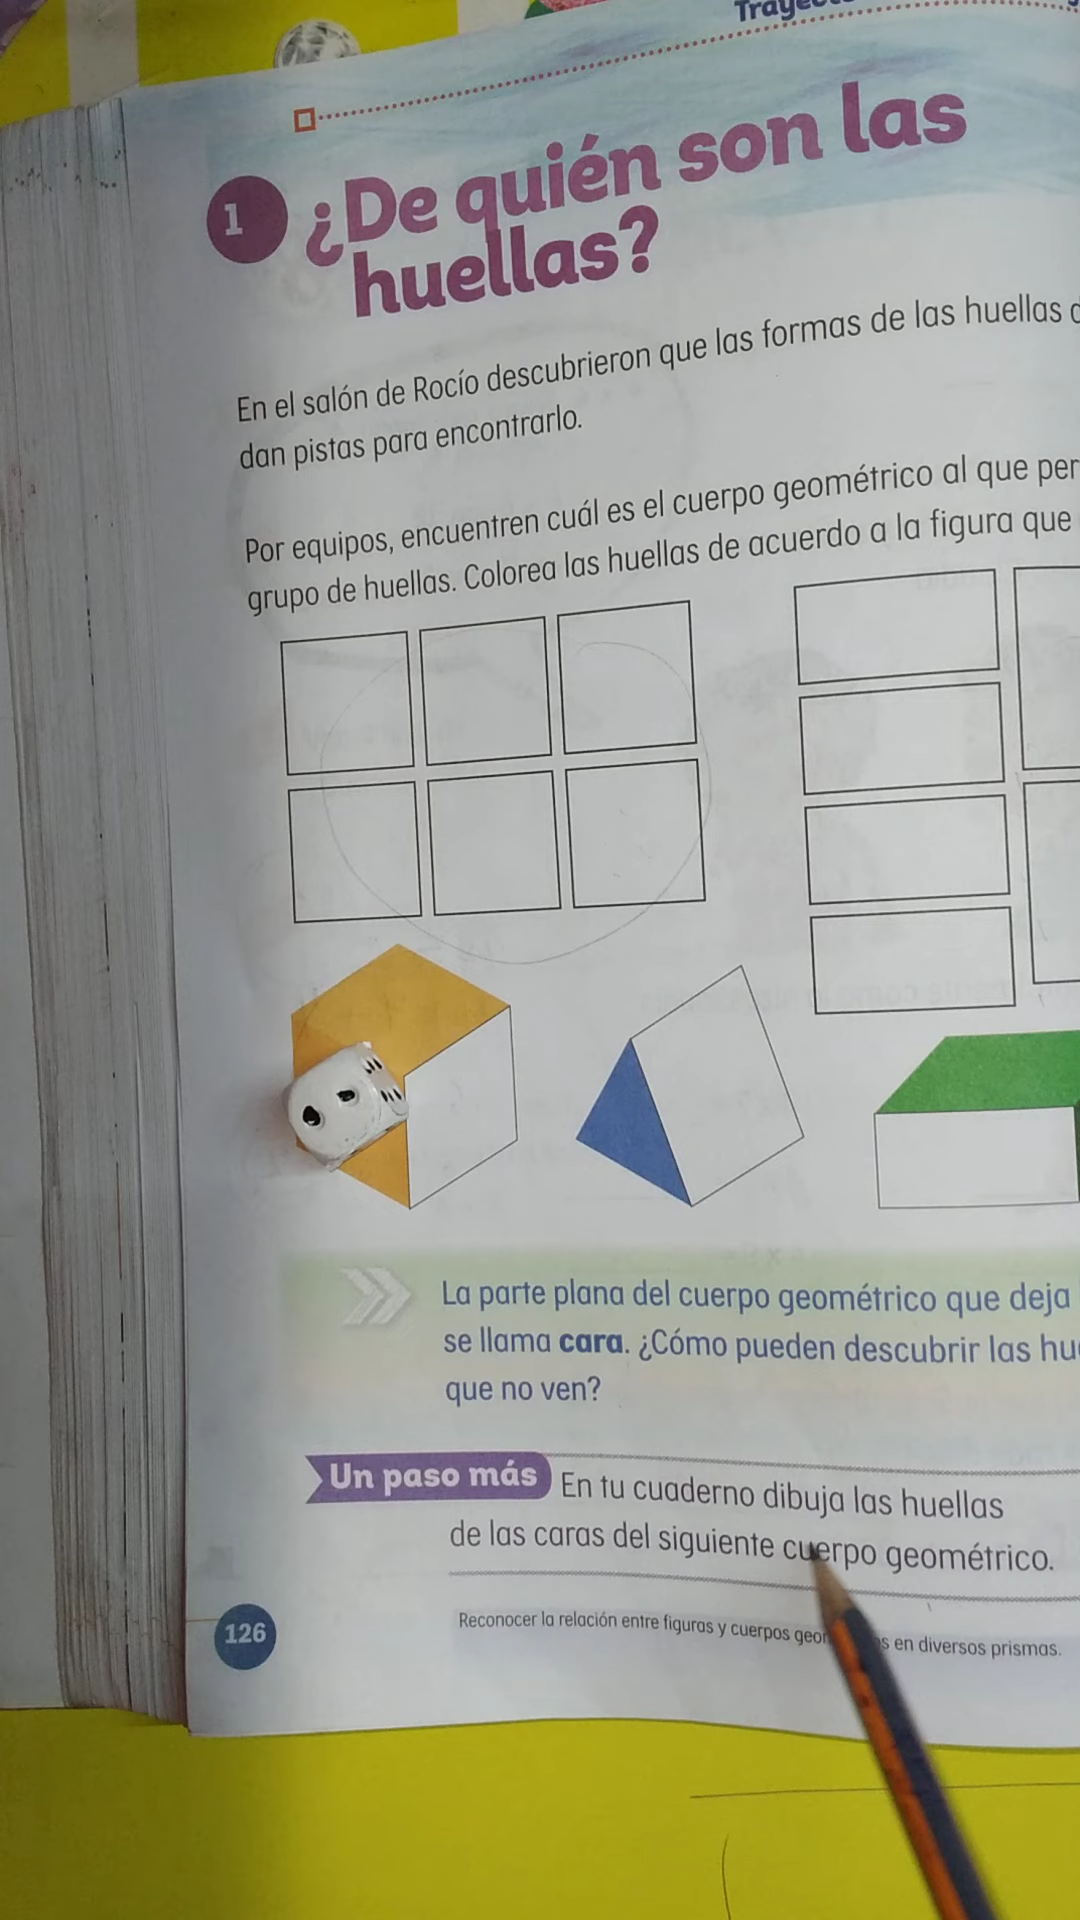 1 ¿De quién son las
huellas?
En el salón de Rocío descubrieron que las formas de las huellas
dan pistas para encontrarlo.
Por equipos, encuentren cuál es el cuerpo geométrico al que
grupo de huellas. Colorea las huellas de acuerdo a la figura que
La parte plana del cuerpo geométrico que deja
se llama cara. ¿Cómo pueden descubrir las
que no ven?
Un paso más En tu cuaderno dibuja las huellas
de las caras del siguiente cuerpo geométrico.
126
Reconocer la relación entre figuras y cuerpos en diversos prismas.